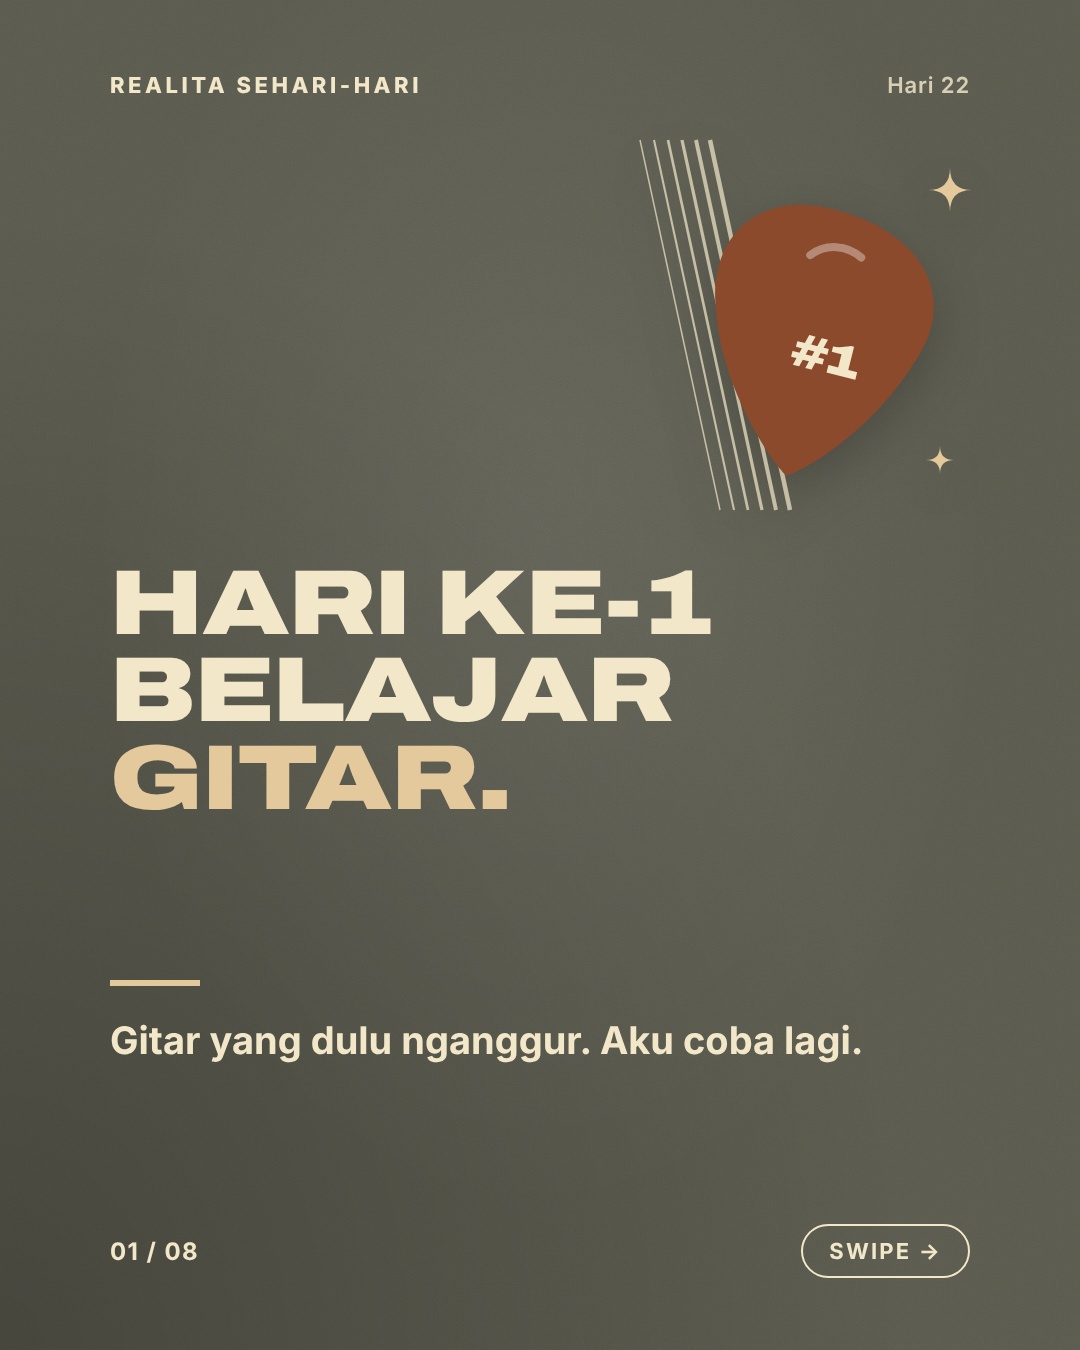 REALITA SEHARI-HARI
Hari 22
#1
HARI KE-1
BELAJAR
GITAR.
Gitar yang dulu nganggur. Aku coba lagi.
01 / 08
SWIPE →